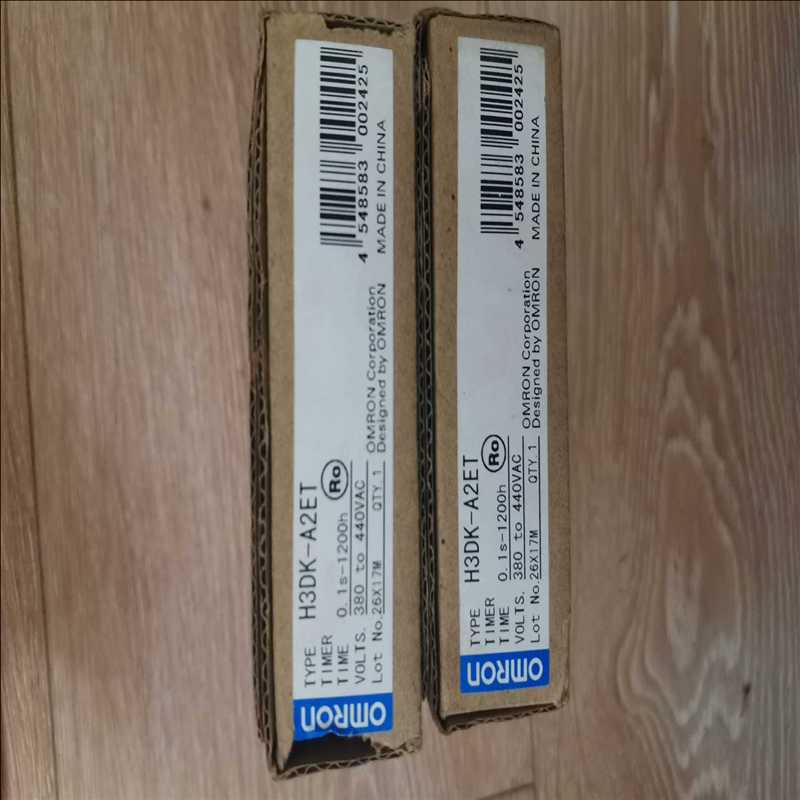 OMRON
TYPE H3DK-A2ET
TIMER
TIME 0.1s-1200h Ro
VOLTS. 380 to 440VAC
Lot No.26X17M QTY.1
OMRON Corporation
Designed by OMRON
4 548583 002425
MADE IN CHINA
OMRON
TYPE H3DK-A2ET
TIMER
TIME 0.1s-1200h Ro
VOLTS. 380 to 440VAC
Lot No.26X17M QTY.1
OMRON Corporation
Designed by OMRON
4 548583 002425
MADE IN CHINA